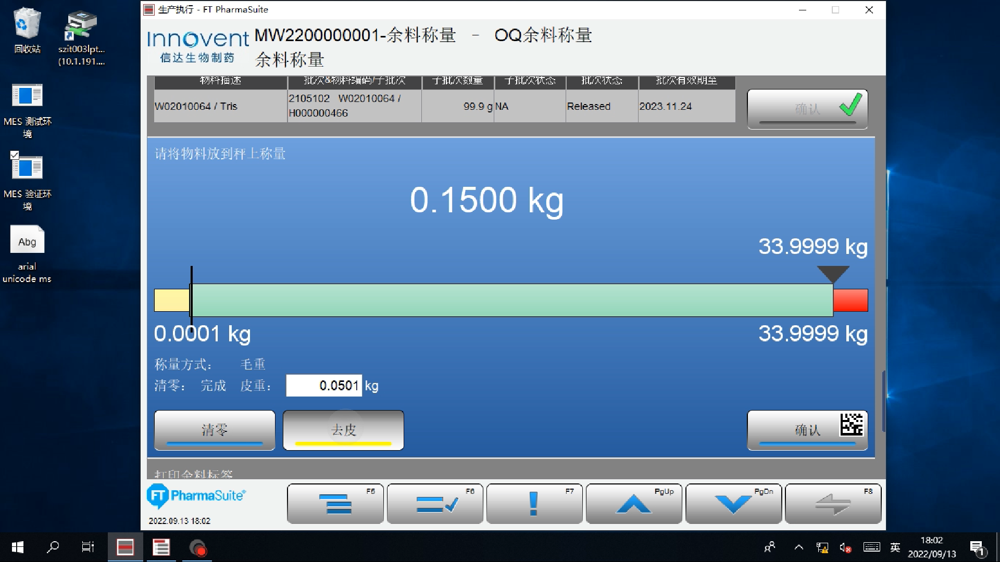 生产执行 - FT PharmaSuite
回收站
szit003lpt...
(10.1.191....
MES 测试环
境
MES 验证环
境
Abg
arial
unicode ms
Innovent
信达生物制药
MW2200000001-余料称量 - OQ余料称量
余料称量
物料描述 批次&物料编码/子批次 子批次数量 子批次状态 批次状态 批次有效期至
W02010064 / Tris 2105102 W02010064 / H000000466 99.9 g NA Released 2023.11.24
确认
请将物料放到秤上称量
0.1500 kg
33.9999 kg
0.0001 kg 33.9999 kg
称量方式: 毛重
清零: 完成 皮重: 0.0501 kg
清零 去皮 确认
打印余料标签
FT PharmaSuite®
2022.09.13 18:02
F5 F6 F7 PgUp PgDn F8
英
18:02
2022/09/13
1